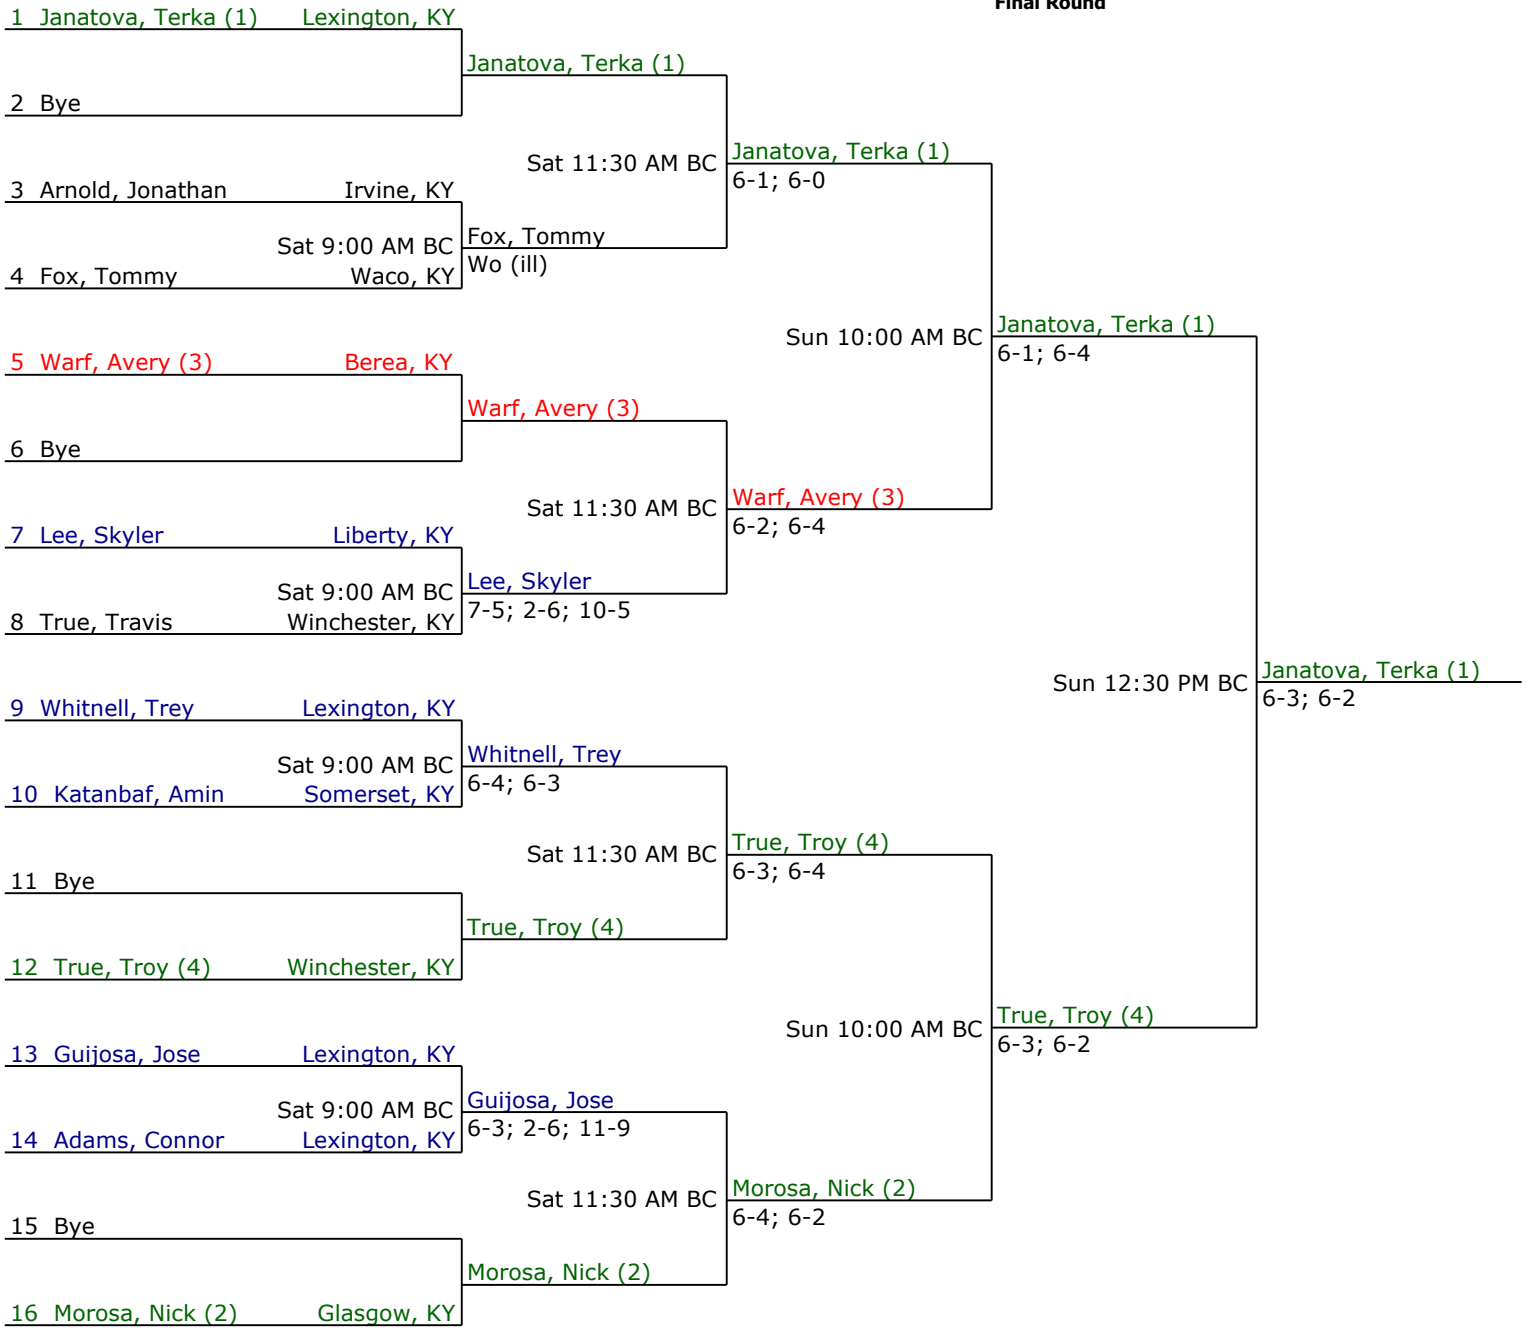 Final Round
1 Janatova, Terka (1) Lexington, KY
Janatova, Terka (1)
2 Bye
Sat 11:30 AM BC
Janatova, Terka (1)
6-1; 6-0
3 Arnold, Jonathan Irvine, KY
Sat 9:00 AM BC
Fox, Tommy
Wo (ill)
4 Fox, Tommy Waco, KY
Sun 10:00 AM BC
Janatova, Terka (1)
6-1; 6-4
5 Warf, Avery (3) Berea, KY
Warf, Avery (3)
6 Bye
Sat 11:30 AM BC
Warf, Avery (3)
6-2; 6-4
7 Lee, Skyler Liberty, KY
Sat 9:00 AM BC
Lee, Skyler
7-5; 2-6; 10-5
8 True, Travis Winchester, KY
Sun 12:30 PM BC
Janatova, Terka (1)
6-3; 6-2
9 Whitnell, Trey Lexington, KY
Sat 9:00 AM BC
Whitnell, Trey
6-4; 6-3
10 Katanbaf, Amin Somerset, KY
Sat 11:30 AM BC
True, Troy (4)
6-3; 6-4
11 Bye
True, Troy (4)
12 True, Troy (4) Winchester, KY
Sun 10:00 AM BC
True, Troy (4)
6-3; 6-2
13 Guijosa, Jose Lexington, KY
Sat 9:00 AM BC
Guijosa, Jose
6-3; 2-6; 11-9
14 Adams, Connor Lexington, KY
Sat 11:30 AM BC
Morosa, Nick (2)
6-4; 6-2
15 Bye
Morosa, Nick (2)
16 Morosa, Nick (2) Glasgow, KY